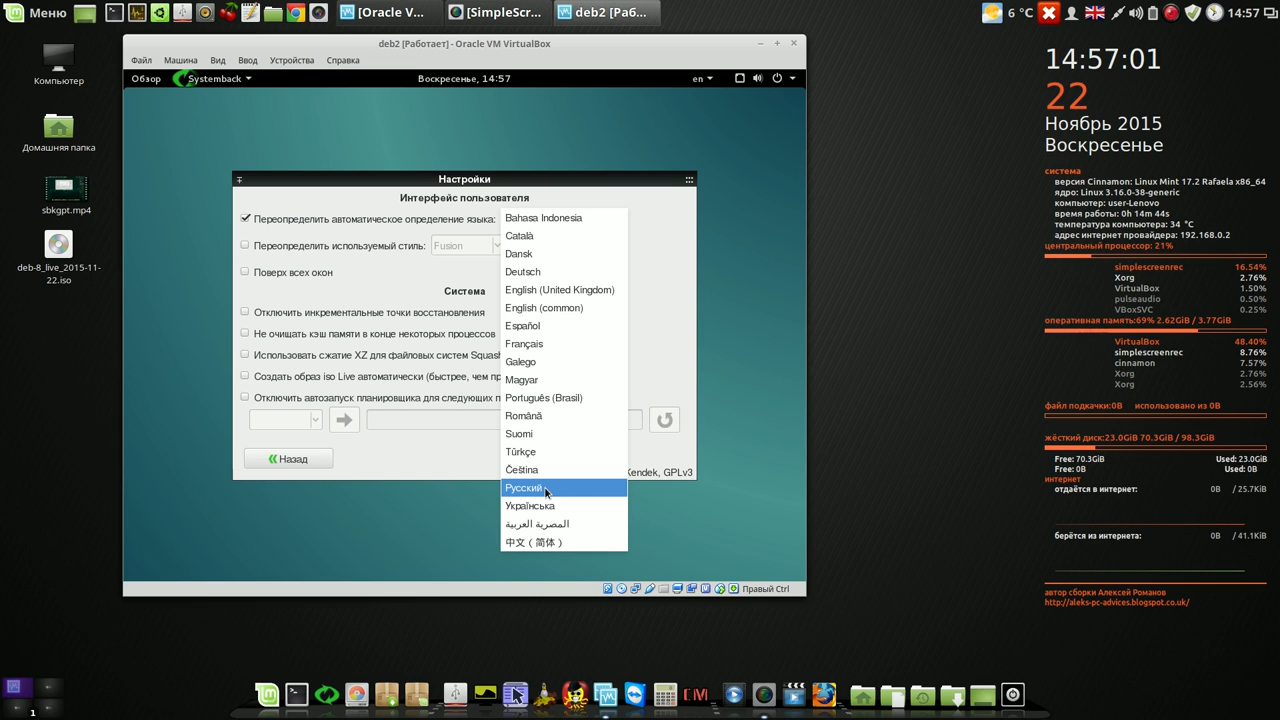 Меню
[Oracle V...
[SimpleScr...
deb2 [Раб...
6 °C
14:57
Компьютер
Домашняя папка
sbkgpt.mp4
deb-8_live_2015-11-
22.iso
deb2 [Работает] - Oracle VM VirtualBox
Файл
Машина
Вид
Ввод
Устройства
Справка
Обзор
Systemback
Воскресенье, 14:57
en
Настройки
Интерфейс пользователя
Переопределить автоматическое определение языка:
Переопределить используемый стиль:
Fusion
Поверх всех окон
Система
Отключить инкрементальные точки восстановления
Не очищать кэш памяти в конце некоторых процессов
Использовать сжатие XZ для файловых систем Squas
Создать образ iso Live автоматически (быстрее, чем пр
Отключить автозапуск планировщика для следующих п
Назад
Kendek, GPLv3
Bahasa Indonesia
Català
Dansk
Deutsch
English (United Kingdom)
English (common)
Español
Français
Galego
Magyar
Português (Brasil)
Română
Suomi
Türkçe
Čeština
Русский
Українська
المصرية العربية
中文（简体）
Правый Ctrl
14:57:01
22
Ноябрь 2015
Воскресенье
система
версия Cinnamon: Linux Mint 17.2 Rafaela x86_64
ядро: Linux 3.16.0-38-generic
компьютер: user-Lenovo
время работы: 0h 14m 44s
температура компьютера: 34 °C
адрес интернет провайдера: 192.168.0.2
центральный процессор: 21%
simplescreenrec 16.54%
Xorg 2.76%
VirtualBox 1.50%
pulseaudio 0.50%
VBoxSVC 0.25%
оперативная память:69% 2.62GiB / 3.77GiB
VirtualBox 48.40%
simplescreenrec 8.76%
cinnamon 7.57%
Xorg 2.76%
Xorg 2.56%
файл подкачки:0B использовано из 0B
жёсткий диск:23.0GiB 70.3GiB / 98.3GiB
Free: 70.3GiB Used: 23.0GiB
Free: 0B Used: 0B
интернет
отдаётся в интернет: 0B / 25.7KiB
берётся из интернета: 0B / 41.1KiB
автор сборки Алексей Романов
http://aleks-pc-advices.blogspot.co.uk/
1